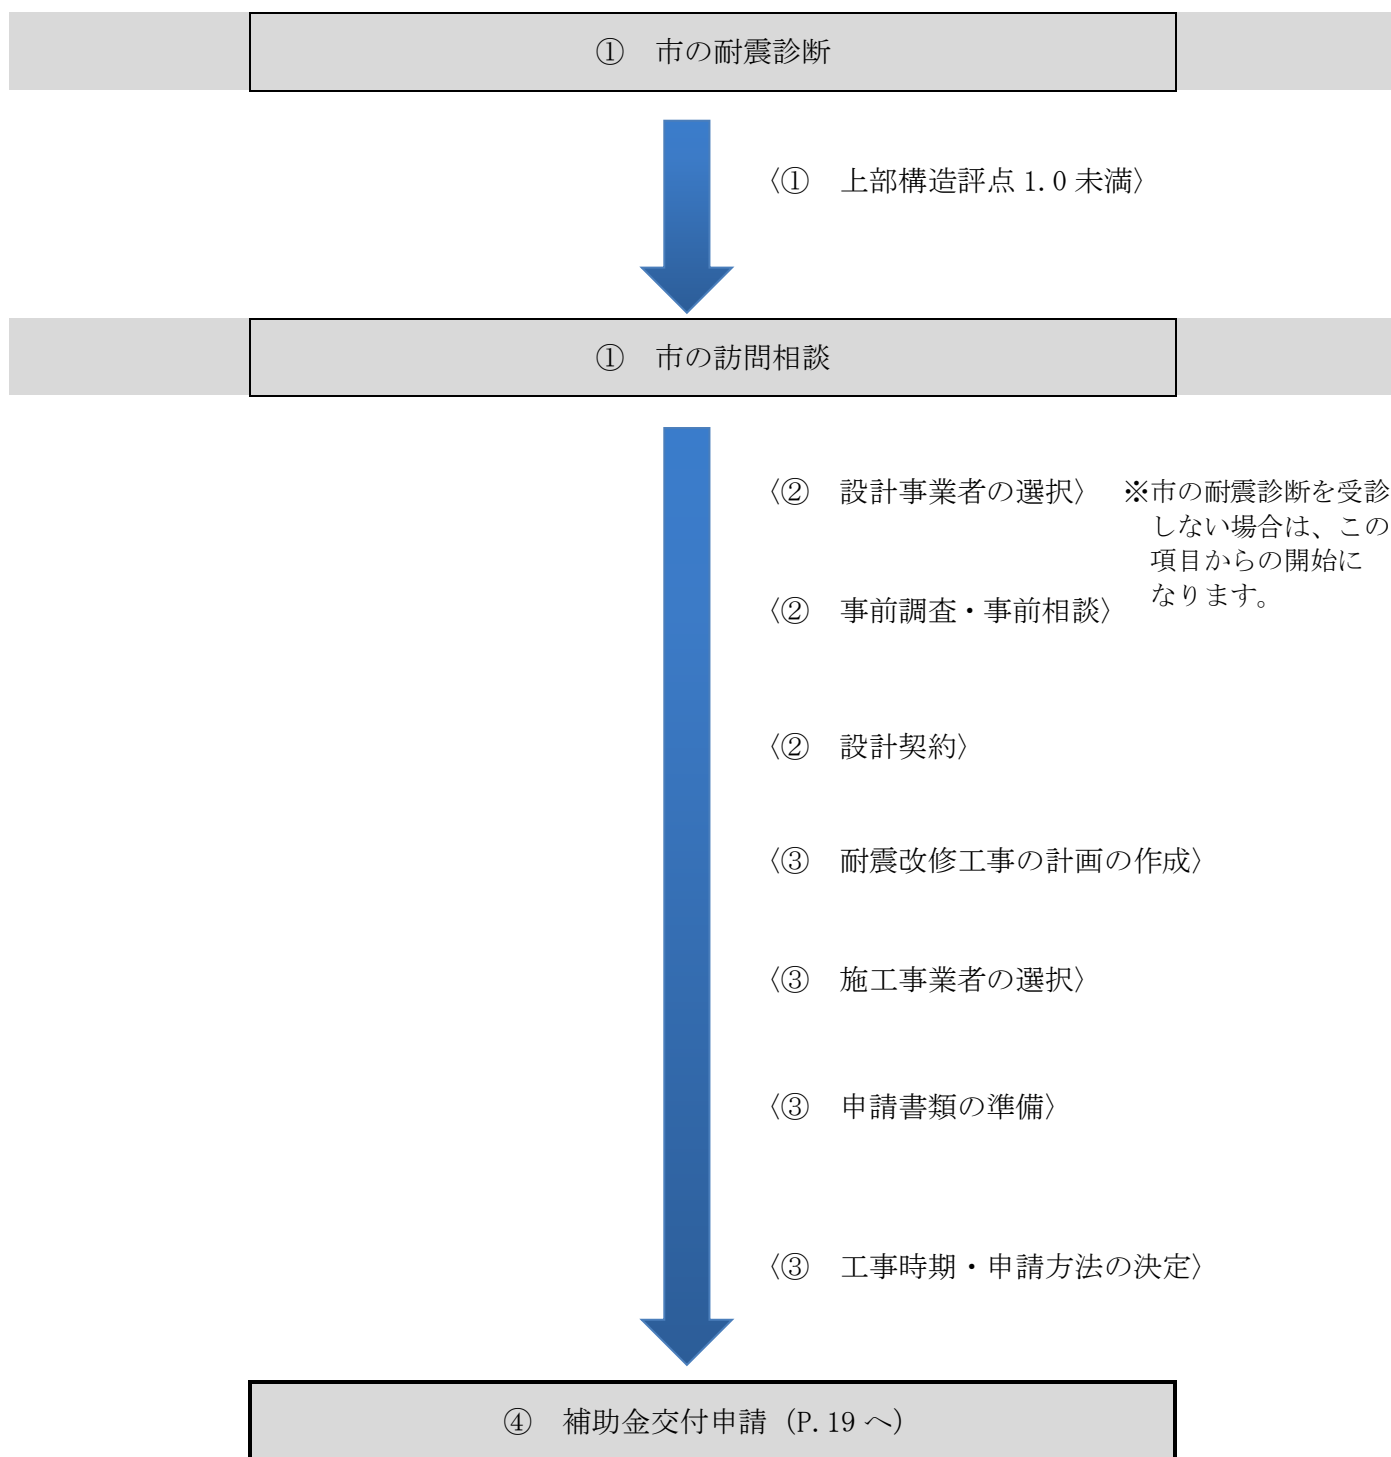 ① 市の耐震診断
〈① 上部構造評点 1.0 未満〉
① 市の訪問相談
〈② 設計事業者の選択〉 ※市の耐震診断を受診
しない場合は、この
項目からの開始に
なります。
〈② 事前調査・事前相談〉
〈② 設計契約〉
〈③ 耐震改修工事の計画の作成〉
〈③ 施工事業者の選択〉
〈③ 申請書類の準備〉
〈③ 工事時期・申請方法の決定〉
④ 補助金交付申請（P.19 へ）